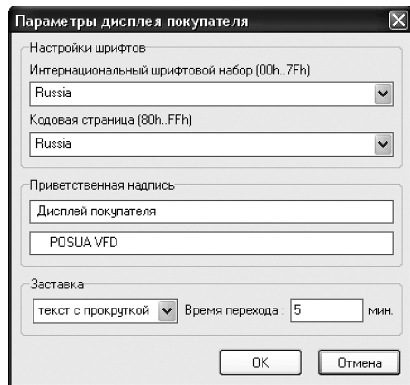 Параметры дисплея покупателя
Настройки шрифтов
Интернациональный шрифтовой набор (00h..7Fh)
Russia
Кодовая страница (80h..FFh)
Russia
Приветственная надпись
Дисплей покупателя
POSUA VFD
Заставка
текст с прокруткой Время перехода : 5 мин.
OK Отмена